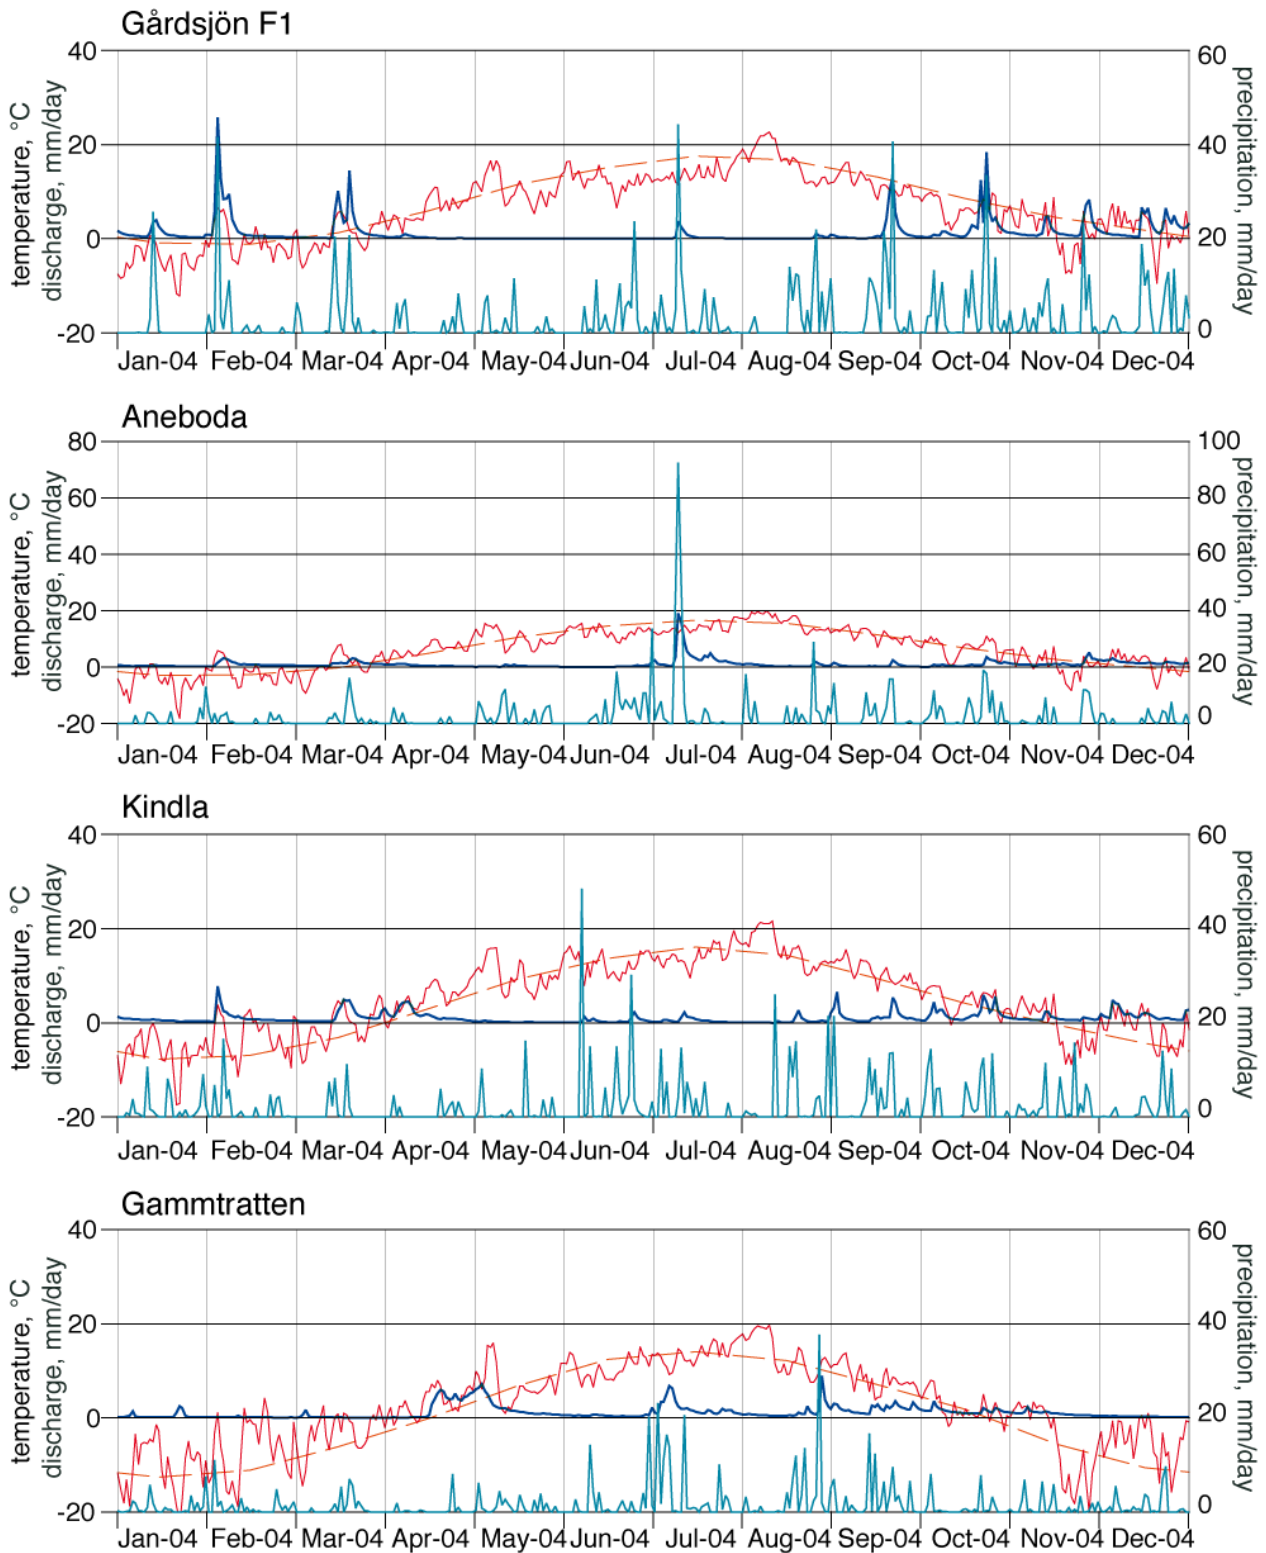 Gårdsjön F1
temperature, °C
discharge, mm/day
40
20
0
-20
60
40
20
0
precipitation, mm/day
Jan-04 Feb-04 Mar-04 Apr-04 May-04 Jun-04 Jul-04 Aug-04 Sep-04 Oct-04 Nov-04 Dec-04
Aneboda
temperature, °C
discharge, mm/day
80
60
40
20
0
-20
100
80
60
40
20
0
precipitation, mm/day
Jan-04 Feb-04 Mar-04 Apr-04 May-04 Jun-04 Jul-04 Aug-04 Sep-04 Oct-04 Nov-04 Dec-04
Kindla
temperature, °C
discharge, mm/day
40
20
0
-20
60
40
20
0
precipitation, mm/day
Jan-04 Feb-04 Mar-04 Apr-04 May-04 Jun-04 Jul-04 Aug-04 Sep-04 Oct-04 Nov-04 Dec-04
Gammtratten
temperature, °C
discharge, mm/day
40
20
0
-20
60
40
20
0
precipitation, mm/day
Jan-04 Feb-04 Mar-04 Apr-04 May-04 Jun-04 Jul-04 Aug-04 Sep-04 Oct-04 Nov-04 Dec-04